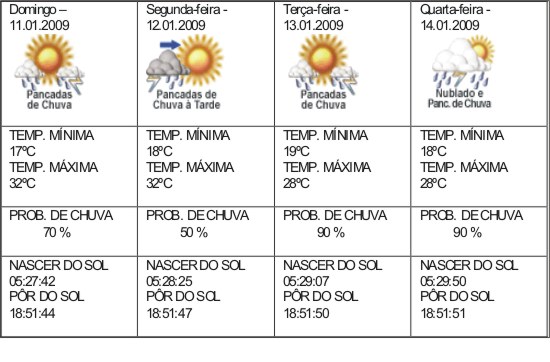 Domingo –
11.01.2009
Pancadas
de Chuva
Segunda-feira -
12.01.2009
Pancadas de
Chuva à Tarde
Terça-feira -
13.01.2009
Pancadas
de Chuva
Quarta-feira -
14.01.2009
Nublado e
Panc. de Chuva
TEMP. MÍNIMA
17ºC
TEMP. MÁXIMA
32ºC
TEMP. MÍNIMA
18ºC
TEMP. MÁXIMA
32ºC
TEMP. MÍNIMA
19ºC
TEMP. MÁXIMA
28ºC
TEMP. MÍNIMA
18ºC
TEMP. MÁXIMA
28ºC
PROB. DE CHUVA
70 %
PROB. DE CHUVA
50 %
PROB. DE CHUVA
90 %
PROB. DE CHUVA
90 %
NASCER DO SOL
05:27:42
PÔR DO SOL
18:51:44
NASCER DO SOL
05:28:25
PÔR DO SOL
18:51:47
NASCER DO SOL
05:29:07
PÔR DO SOL
18:51:50
NASCER DO SOL
05:29:50
PÔR DO SOL
18:51:51